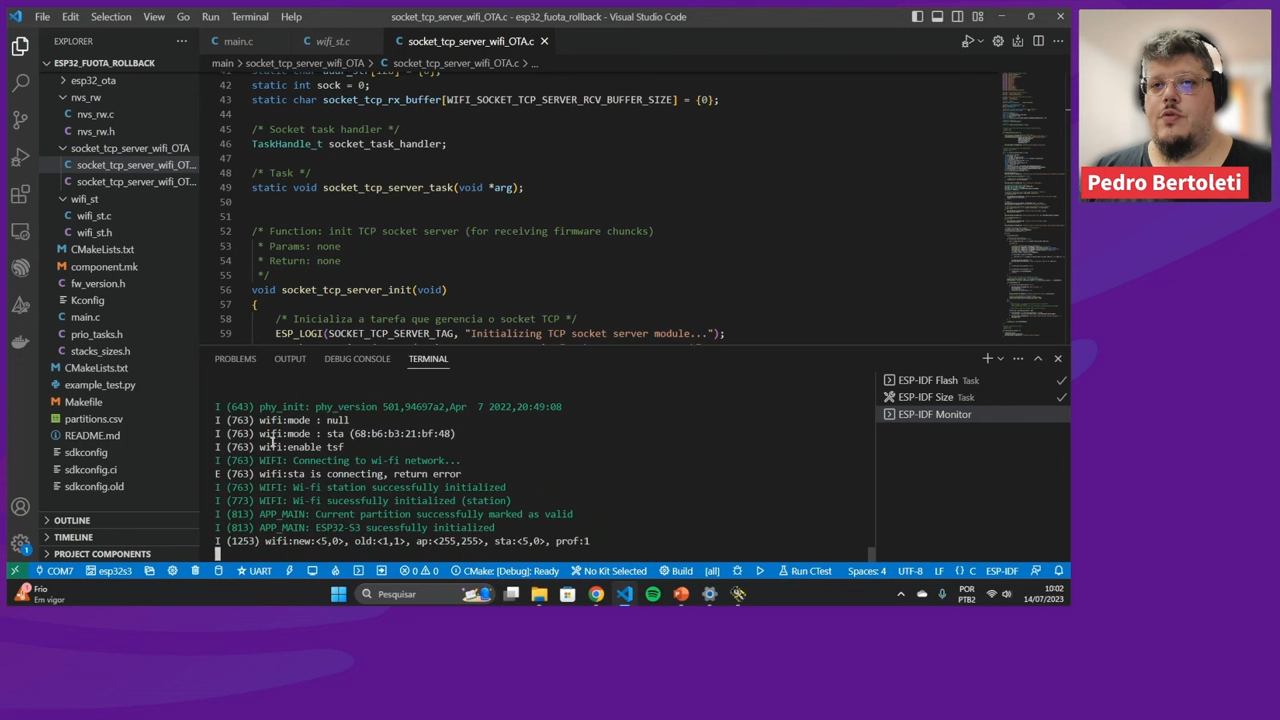 File Edit Selection View Go Run Terminal Help
socket_tcp_server_wifi_OTA.c - esp32_fuota_rollback - Visual Studio Code
EXPLORER
main.c
wifi_st.c
socket_tcp_server_wifi_OTA.c
ESP32_FUOTA_ROLLBACK
main > socket_tcp_server_wifi_OTA > socket_tcp_server_wifi_OTA.c > ...
esp32_ota
nvs_rw
nvs_rw.c
nvs_rw.h
socket_tcp_server_wifi_OTA
socket_tcp_server_wifi_OT...
socket_tcp_server_wifi_OT...
wifi_st
wifi_st.c
wifi_st.h
CMakeLists.txt
component.mk
fw_version.h
Kconfig
main.c
prio_tasks.h
stacks_sizes.h
CMakeLists.txt
example_test.py
Makefile
partitions.csv
README.md
sdkconfig
sdkconfig.ci
sdkconfig.old
OUTLINE
TIMELINE
PROJECT COMPONENTS
42 static int sock = 0;
43 static char socket_tcp_rx_buffer[WIFI_SOCKET_TCP_SERVER_RCV_BUFFER_SIZE] = {0};
44
45 /* Socket task handler */
46 TaskHandle_t socket_task_handler;
47
48 /* Task */
49 static vo cket_tcp_server_task(void *arg);
50
51
52 /* Functi TCP socket server (for receiving firmware chuncks)
53 * Params: none
54 * Return: none
55 */
56 void socket erver_init(void)
57 {
58 /* Inicia a tarefa que gerencia o socket TCP */
59 ESP_LOG ET_TCP_SERVER_TAG, "Initializing TCP socket server module...");
PROBLEMS OUTPUT DEBUG CONSOLE TERMINAL
I (643) phy_init: phy_version 501,94697a2,Apr 7 2022,20:49:08
I (763) wifi:mode : null
I (763) wifi:mode : sta (68:b6:b3:21:bf:48)
I (763) wifi:enable tsf
I (763) WIFI: Connecting to wi-fi network...
E (763) wifi:sta is connecting, return error
I (763) WIFI: Wi-fi station successfully initialized
I (773) WIFI: Wi-fi sucessfully initialized (station)
I (813) APP_MAIN: Current partition successfully marked as valid
I (813) APP_MAIN: ESP32-S3 sucessfully initialized
I (1253) wifi:new:<5,0>, old:<1,1>, ap:<255,255>, sta:<5,0>, prof:1
ESP-IDF Flash Task
ESP-IDF Size Task
ESP-IDF Monitor
COM7 esp32s3 UART 0 0 CMake: [Debug]: Ready No Kit Selected Build [all] Run CTest Spaces: 4 UTF-8 LF C ESP-IDF
Frio
Em vigor
Pesquisar
POR
PTB2
10:02
14/07/2023
Pedro Bertoleti